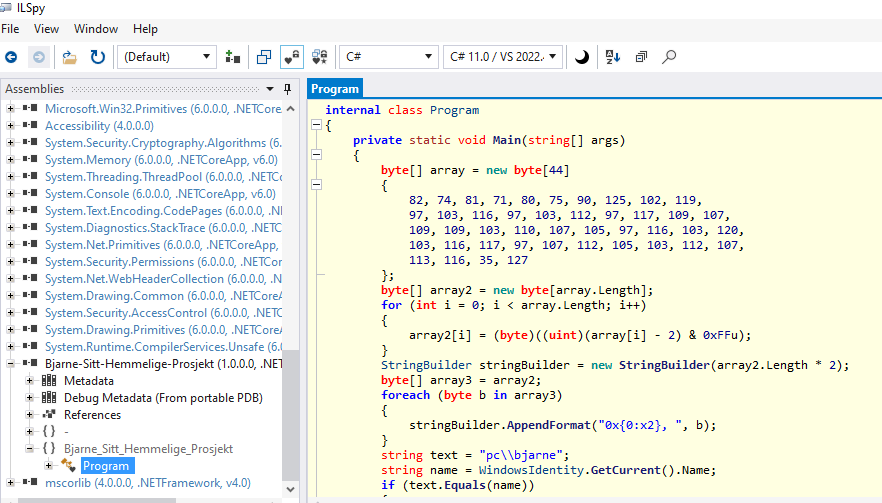 ILSpy
File View Window Help
(Default) C# C# 11.0 / VS 2022.
Assemblies
Program
Microsoft.Win32.Primitives (6.0.0.0, .NETCore
Accessibility (4.0.0.0)
System.Security.Cryptography.Algorithms (6.
System.Memory (6.0.0.0, .NETCoreApp, v6.0)
System.Threading.ThreadPool (6.0.0.0, .NETCo
System.Console (6.0.0.0, .NETCoreApp, v6.0)
System.Text.Encoding.CodePages (6.0.0.0, .NE
System.Diagnostics.StackTrace (6.0.0.0, .NETC
System.Net.Primitives (6.0.0.0, .NETCoreApp,
System.Security.Permissions (6.0.0.0, .NETCor
System.Net.WebHeaderCollection (6.0.0.0, .NE
System.Drawing.Common (6.0.0.0, .NETCoreA
System.Security.AccessControl (6.0.0.0, .NETC
System.Drawing.Primitives (6.0.0.0, .NETCoreA
System.Runtime.CompilerServices.Unsafe (6.0
Bjarne-Sitt-Hemmelige-Prosjekt (1.0.0.0, .NET
Metadata
Debug Metadata (From portable PDB)
References
{ } -
{ } Bjarne_Sitt_Hemmelige_Prosjekt
Program
mscorlib (4.0.0.0, .NETFramework, v4.0)
internal class Program
{
private static void Main(string[] args)
{
byte[] array = new byte[44]
{
82, 74, 81, 71, 80, 75, 90, 125, 102, 119,
97, 103, 116, 97, 103, 112, 97, 117, 109, 107,
109, 109, 103, 110, 107, 105, 97, 116, 103, 120,
103, 116, 117, 97, 107, 112, 105, 103, 112, 107,
113, 116, 35, 127
};
byte[] array2 = new byte[array.Length];
for (int i = 0; i < array.Length; i++)
{
array2[i] = (byte)((uint)(array[i] - 2) & 0xFFu);
}
StringBuilder stringBuilder = new StringBuilder(array2.Length * 2);
byte[] array3 = array2;
foreach (byte b in array3)
{
stringBuilder.AppendFormat("0x{0:x2}, ", b);
}
string text = "pc\\bjarne";
string name = WindowsIdentity.GetCurrent().Name;
if (text.Equals(name))